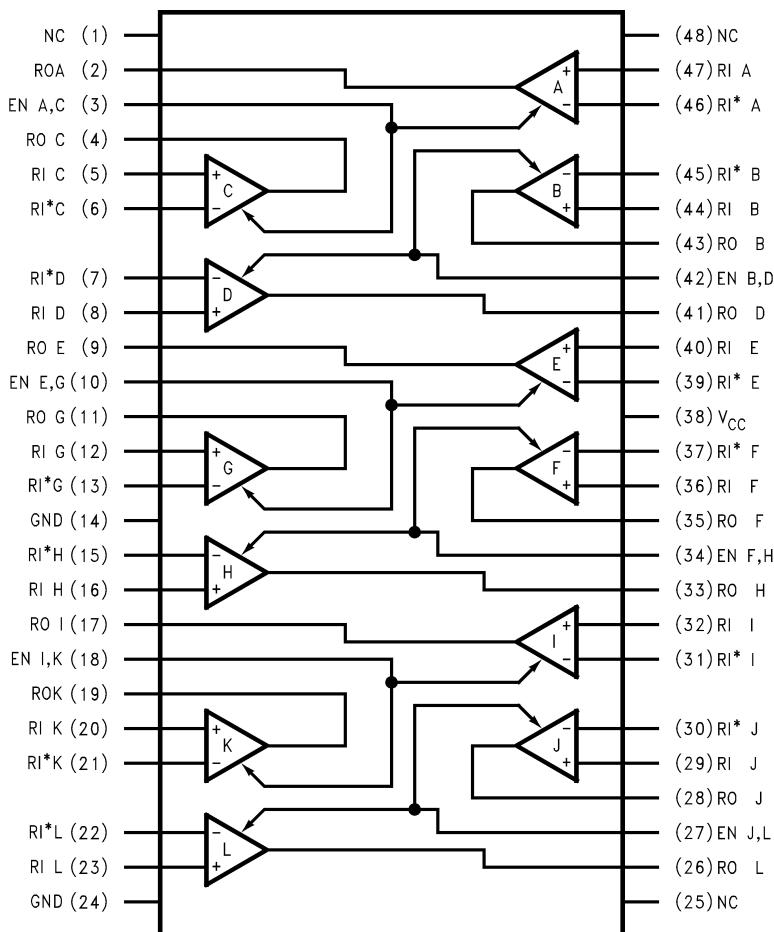 NC (1)
ROA (2)
EN A,C (3)
RO C (4)
RI C (5)
RI*C (6)
RI*D (7)
RI D (8)
RO E (9)
EN E,G (10)
RO G (11)
RI G (12)
RI*G (13)
GND (14)
RI*H (15)
RI H (16)
RO I (17)
EN I,K (18)
ROK (19)
RI K (20)
RI*K (21)
RI*L (22)
RI L (23)
GND (24)
+
C
−
−
D
+
+
G
−
−
H
+
+
K
−
−
L
+
+
A
−
−
B
+
+
E
−
−
F
+
+
I
−
−
J
+
(48) NC
(47) RI A
(46) RI* A
(45) RI* B
(44) RI B
(43) RO B
(42) EN B,D
(41) RO D
(40) RI E
(39) RI* E
(38) VCC
(37) RI* F
(36) RI F
(35) RO F
(34) EN F,H
(33) RO H
(32) RI I
(31) RI* I
(30) RI* J
(29) RI J
(28) RO J
(27) EN J,L
(26) RO L
(25) NC